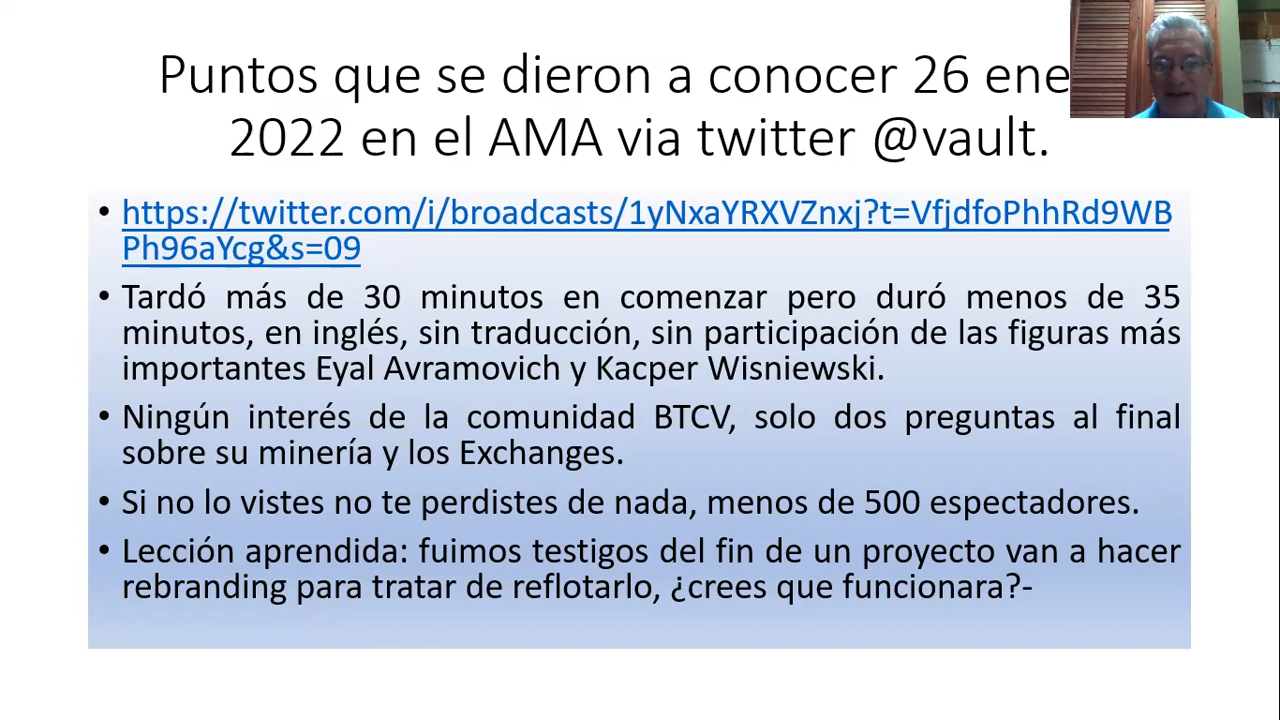 Puntos que se dieron a conocer 26 ene
2022 en el AMA via twitter @vault.
• https://twitter.com/i/broadcasts/1yNxaYRXVZnxj?t=VfjdfoPhhRd9WB
Ph96aYcg&s=09
• Tardó más de 30 minutos en comenzar pero duró menos de 35
minutos, en inglés, sin traducción, sin participación de las figuras más
importantes Eyal Avramovich y Kacper Wisniewski.
• Ningún interés de la comunidad BTCV, solo dos preguntas al final
sobre su minería y los Exchanges.
• Si no lo vistes no te perdistes de nada, menos de 500 espectadores.
• Lección aprendida: fuimos testigos del fin de un proyecto van a hacer
rebranding para tratar de reflotarlo, ¿crees que funcionara?-